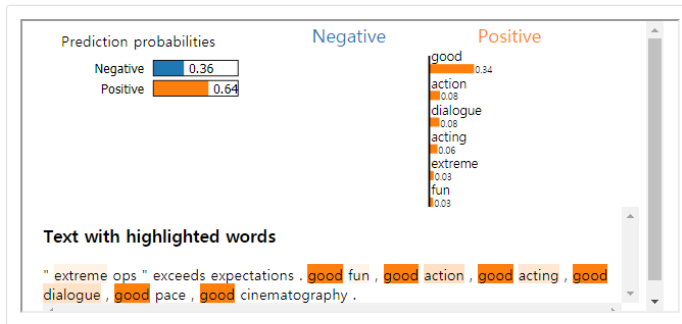 Prediction probabilities
Negative 0.36
Positive 0.64
Negative Positive
good
0.34
action
0.08
dialogue
0.08
acting
0.06
extreme
0.03
fun
0.03
Text with highlighted words
" extreme ops " exceeds expectations . good fun , good action , good acting , good
dialogue , good pace , good cinematography .